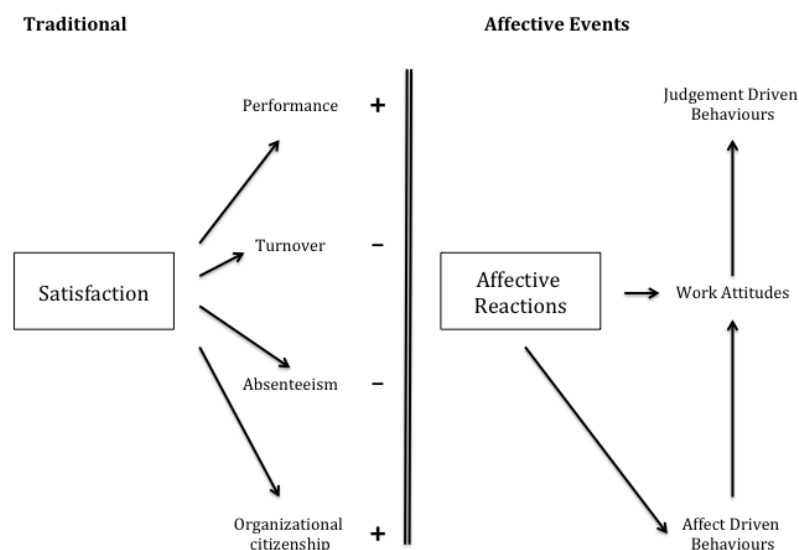 Traditional
Performance +
Turnover –
Satisfaction
Absenteeism –
Organizational
citizenship +
Affective Events
Judgement Driven
Behaviours
Affective
Reactions
Work Attitudes
Affect Driven
Behaviours